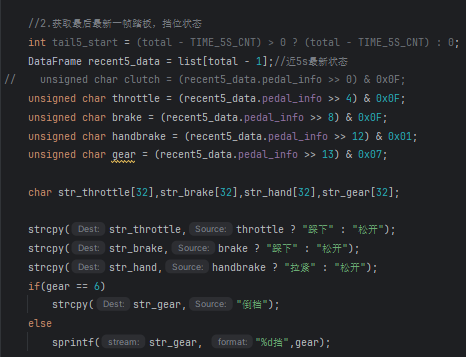 //2.获取最后最新一帧踏板，挡位状态
int tail5_start = (total - TIME_5S_CNT) > 0 ? (total - TIME_5S_CNT) : 0;
DataFrame recent5_data = list[total - 1];//近5s最新状态
//    unsigned char clutch = (recent5_data.pedal_info >> 0) & 0x0F;
unsigned char throttle = (recent5_data.pedal_info >> 4) & 0x0F;
unsigned char brake = (recent5_data.pedal_info >> 8) & 0x0F;
unsigned char handbrake = (recent5_data.pedal_info >> 12) & 0x01;
unsigned char gear = (recent5_data.pedal_info >> 13) & 0x07;
char str_throttle[32],str_brake[32],str_hand[32],str_gear[32];
strcpy( Dest: str_throttle, Source: throttle ? "踩下" : "松开");
strcpy( Dest: str_brake, Source: brake ? "踩下" : "松开");
strcpy( Dest: str_hand, Source: handbrake ? "拉紧" : "松开");
if(gear == 6)
strcpy( Dest: str_gear, Source: "倒档");
else
sprintf( stream: str_gear, format: "%d挡",gear);